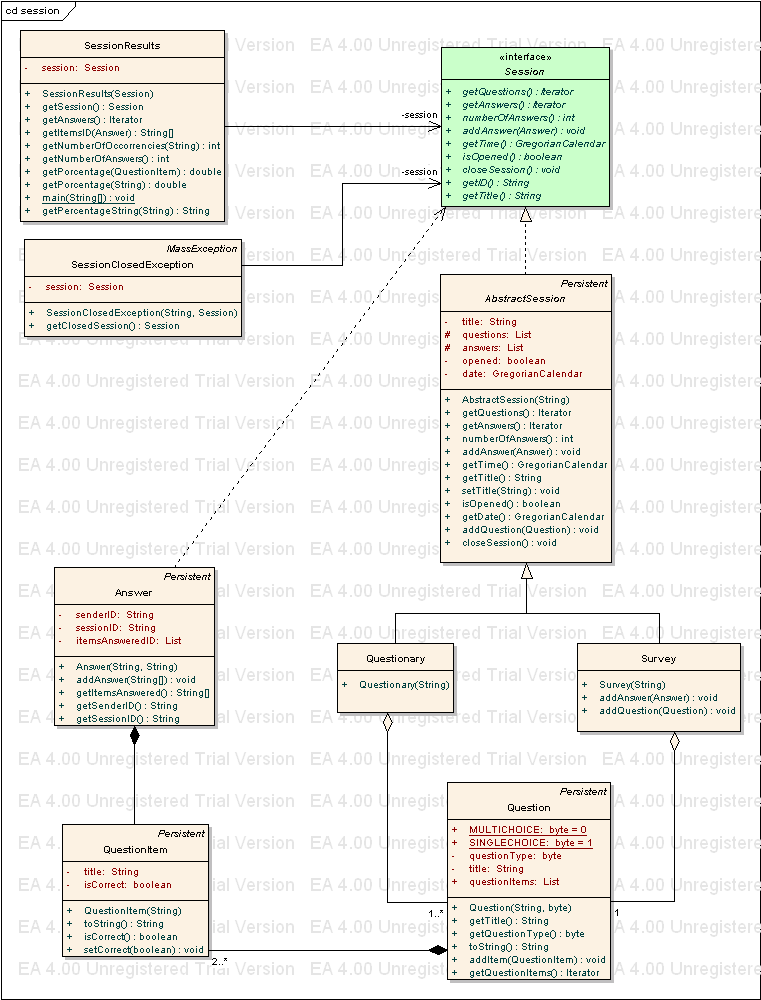 cd session
EA 4.00 Unregistered Trial Version
SessionResults
- session: Session
+ SessionResults(Session)
+ getSession() : Session
+ getAnswers() : Iterator
+ getItemsID(Answer) : String[]
+ getNumberOfOccorrencies(String) : int
+ getNumberOfAnswers() : int
+ getPorcentage(QuestionItem) : double
+ getPorcentage(String) : double
+ main(String[]) : void
+ getPorcentageString(String) : String
-session
-session
«interface»
Session
+ getQuestions() : Iterator
+ getAnswers() : Iterator
+ numberOfAnswers() : int
+ addAnswer(Answer) : void
+ getTime() : GregorianCalendar
+ isOpened() : boolean
+ closeSession() : void
+ getID() : String
+ getTitle() : String
MassException
SessionClosedException
- session: Session
+ SessionClosedException(String, Session)
+ getClosedSession() : Session
Persistent
AbstractSession
- title: String
# questions: List
# answers: List
- opened: boolean
- date: GregorianCalendar
+ AbstractSession(String)
+ getQuestions() : Iterator
+ getAnswers() : Iterator
+ numberOfAnswers() : int
+ addAnswer(Answer) : void
+ getTime() : GregorianCalendar
+ getTitle() : String
+ setTitle(String) : void
+ isOpened() : boolean
+ getDate() : GregorianCalendar
+ addQuestion(Question) : void
+ closeSession() : void
Persistent
Answer
- senderID: String
- sessionID: String
- itemsAnsweredID: List
+ Answer(String, String)
+ addAnswer(String[]) : void
+ getItemsAnswered() : String[]
+ getSenderID() : String
+ getSessionID() : String
Questionary
+ Questionary(String)
Survey
+ Survey(String)
+ addAnswer(Answer) : void
+ addQuestion(Question) : void
Persistent
QuestionItem
- title: String
- isCorrect: boolean
+ QuestionItem(String)
+ toString() : String
+ isCorrect() : boolean
+ setCorrect(boolean) : void
2..*
Persistent
Question
+ MULTICHOICE: byte = 0
+ SINGLECHOICE: byte = 1
- questionType: byte
- title: String
+ questionItems: List
+ Question(String, byte)
+ getTitle() : String
+ getQuestionType() : byte
+ toString() : String
+ addItem(QuestionItem) : void
+ getQuestionItems() : Iterator
1..*
1